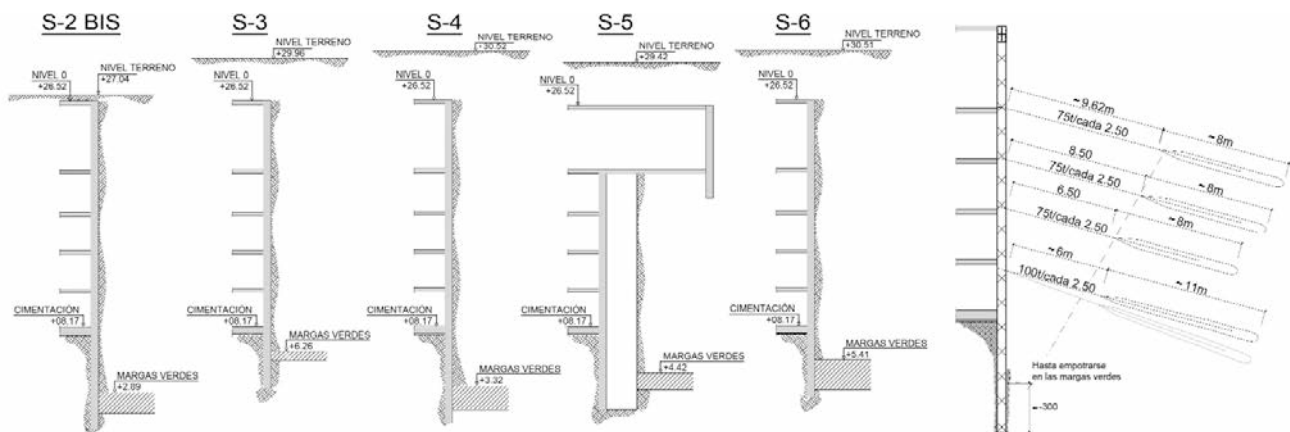 S-2 BIS
NIVEL TERRENO
+27.04
NIVEL 0
+26.52
CIMENTACIÓN
+08.17
MARGAS VERDES
+2.89
S-3
NIVEL TERRENO
+29.96
NIVEL 0
+26.52
CIMENTACIÓN
+08.17
MARGAS VERDES
+6.26
S-4
NIVEL TERRENO
+30.52
NIVEL 0
+26.52
CIMENTACIÓN
+08.17
MARGAS VERDES
+3.32
S-5
NIVEL TERRENO
+29.42
NIVEL 0
+26.52
CIMENTACIÓN
+08.17
MARGAS VERDES
+4.42
S-6
NIVEL TERRENO
+30.51
NIVEL 0
+26.52
CIMENTACIÓN
+08.17
MARGAS VERDES
+5.41
~9.62m
75t/cada 2.50
~8m
8.50
75t/cada 2.50
~8m
6.50
75t/cada 2.50
~8m
~6m
100t/cada 2.50
~11m
Hasta empotrarse
en las margas verdes
~300